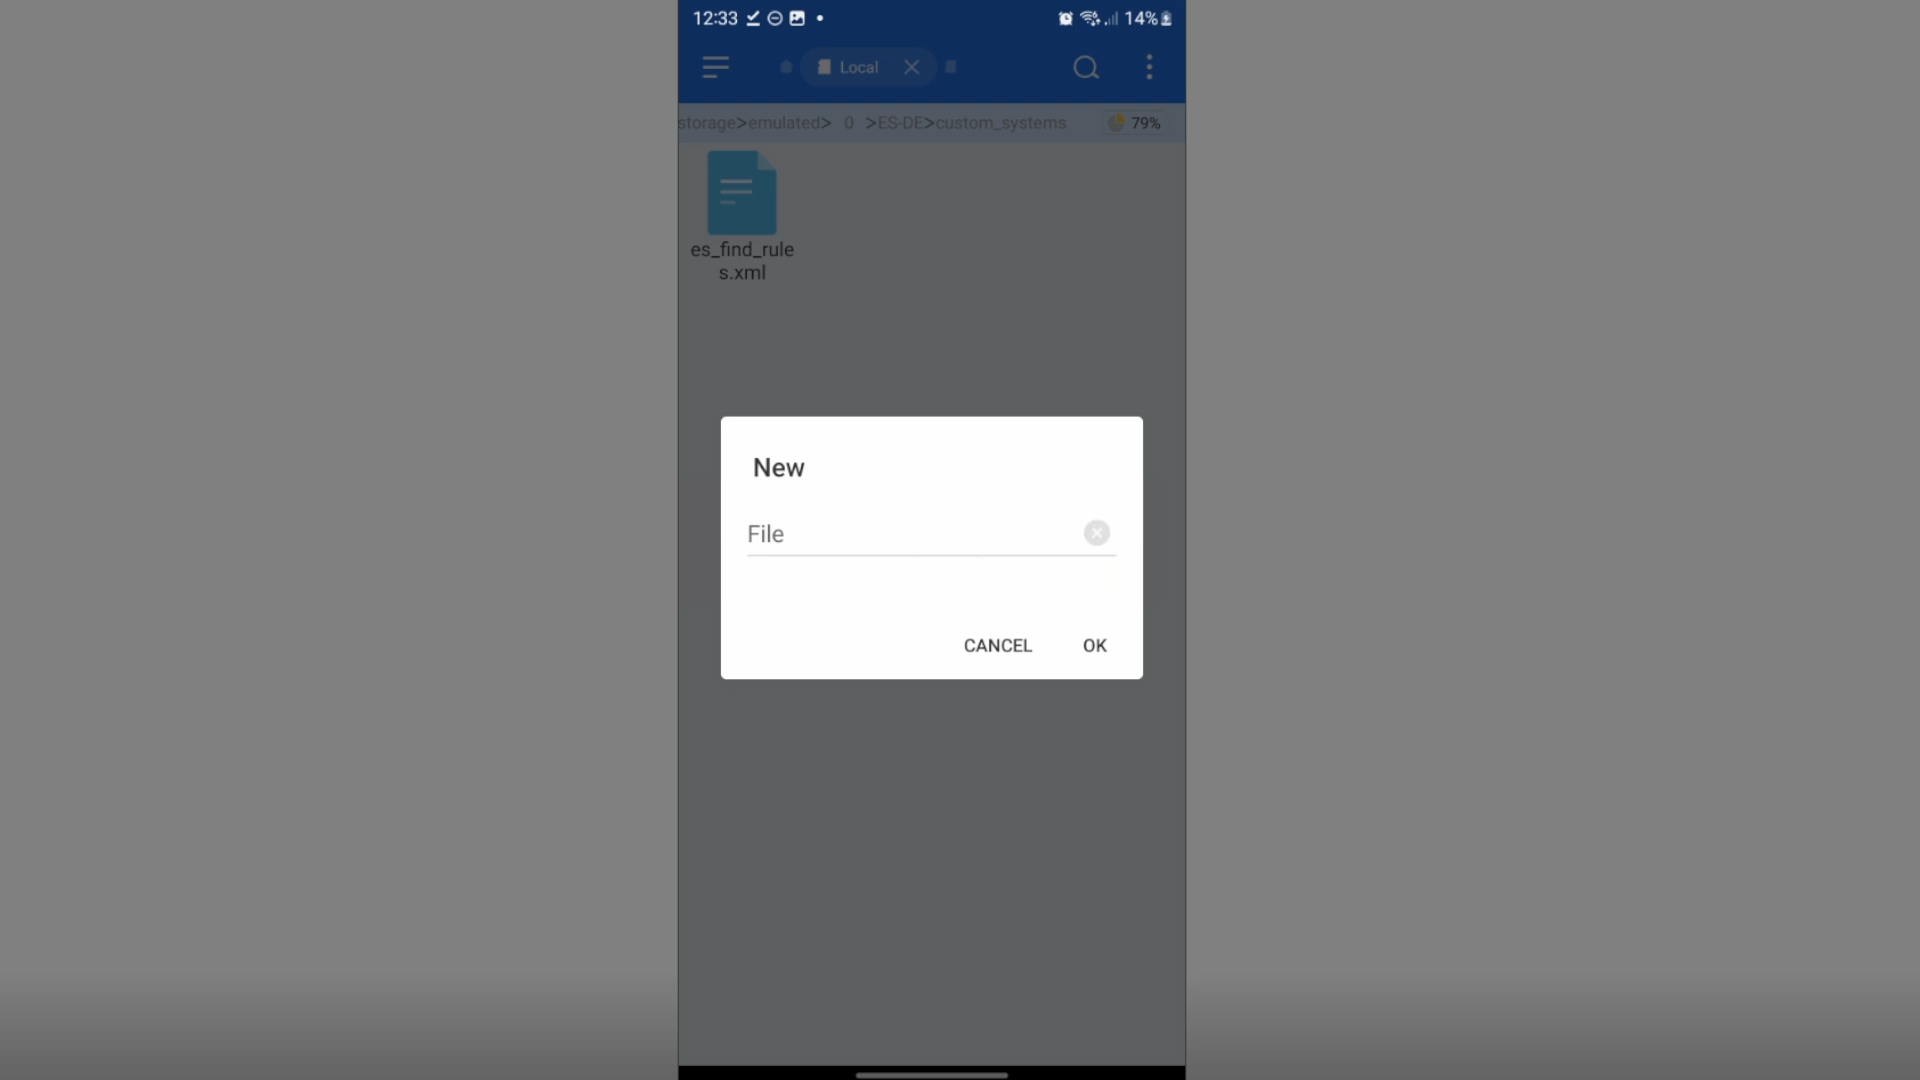 12:33
14%
Local
storage>emulated> 0 >ES-DE>custom_systems
79%
es_find_rule
s.xml
New
File
CANCEL
OK